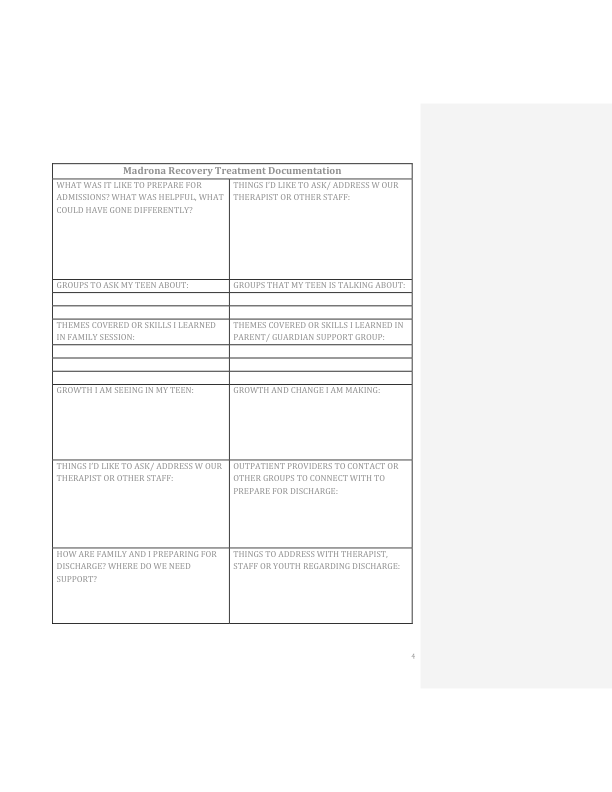 Madrona Recovery Treatment Documentation
WHAT WAS IT LIKE TO PREPARE FOR
ADMISSIONS? WHAT WAS HELPFUL, WHAT
COULD HAVE GONE DIFFERENTLY?
THINGS I'D LIKE TO ASK/ ADDRESS W OUR
THERAPIST OR OTHER STAFF:
GROUPS TO ASK MY TEEN ABOUT:
GROUPS THAT MY TEEN IS TALKING ABOUT:
THEMES COVERED OR SKILLS I LEARNED
IN FAMILY SESSION:
THEMES COVERED OR SKILLS I LEARNED IN
PARENT/ GUARDIAN SUPPORT GROUP:
GROWTH I AM SEEING IN MY TEEN:
GROWTH AND CHANGE I AM MAKING:
THINGS I'D LIKE TO ASK/ ADDRESS W OUR
THERAPIST OR OTHER STAFF:
OUTPATIENT PROVIDERS TO CONTACT OR
OTHER GROUPS TO CONNECT WITH TO
PREPARE FOR DISCHARGE:
HOW ARE FAMILY AND I PREPARING FOR
DISCHARGE? WHERE DO WE NEED
SUPPORT?
THINGS TO ADDRESS WITH THERAPIST,
STAFF OR YOUTH REGARDING DISCHARGE:
4